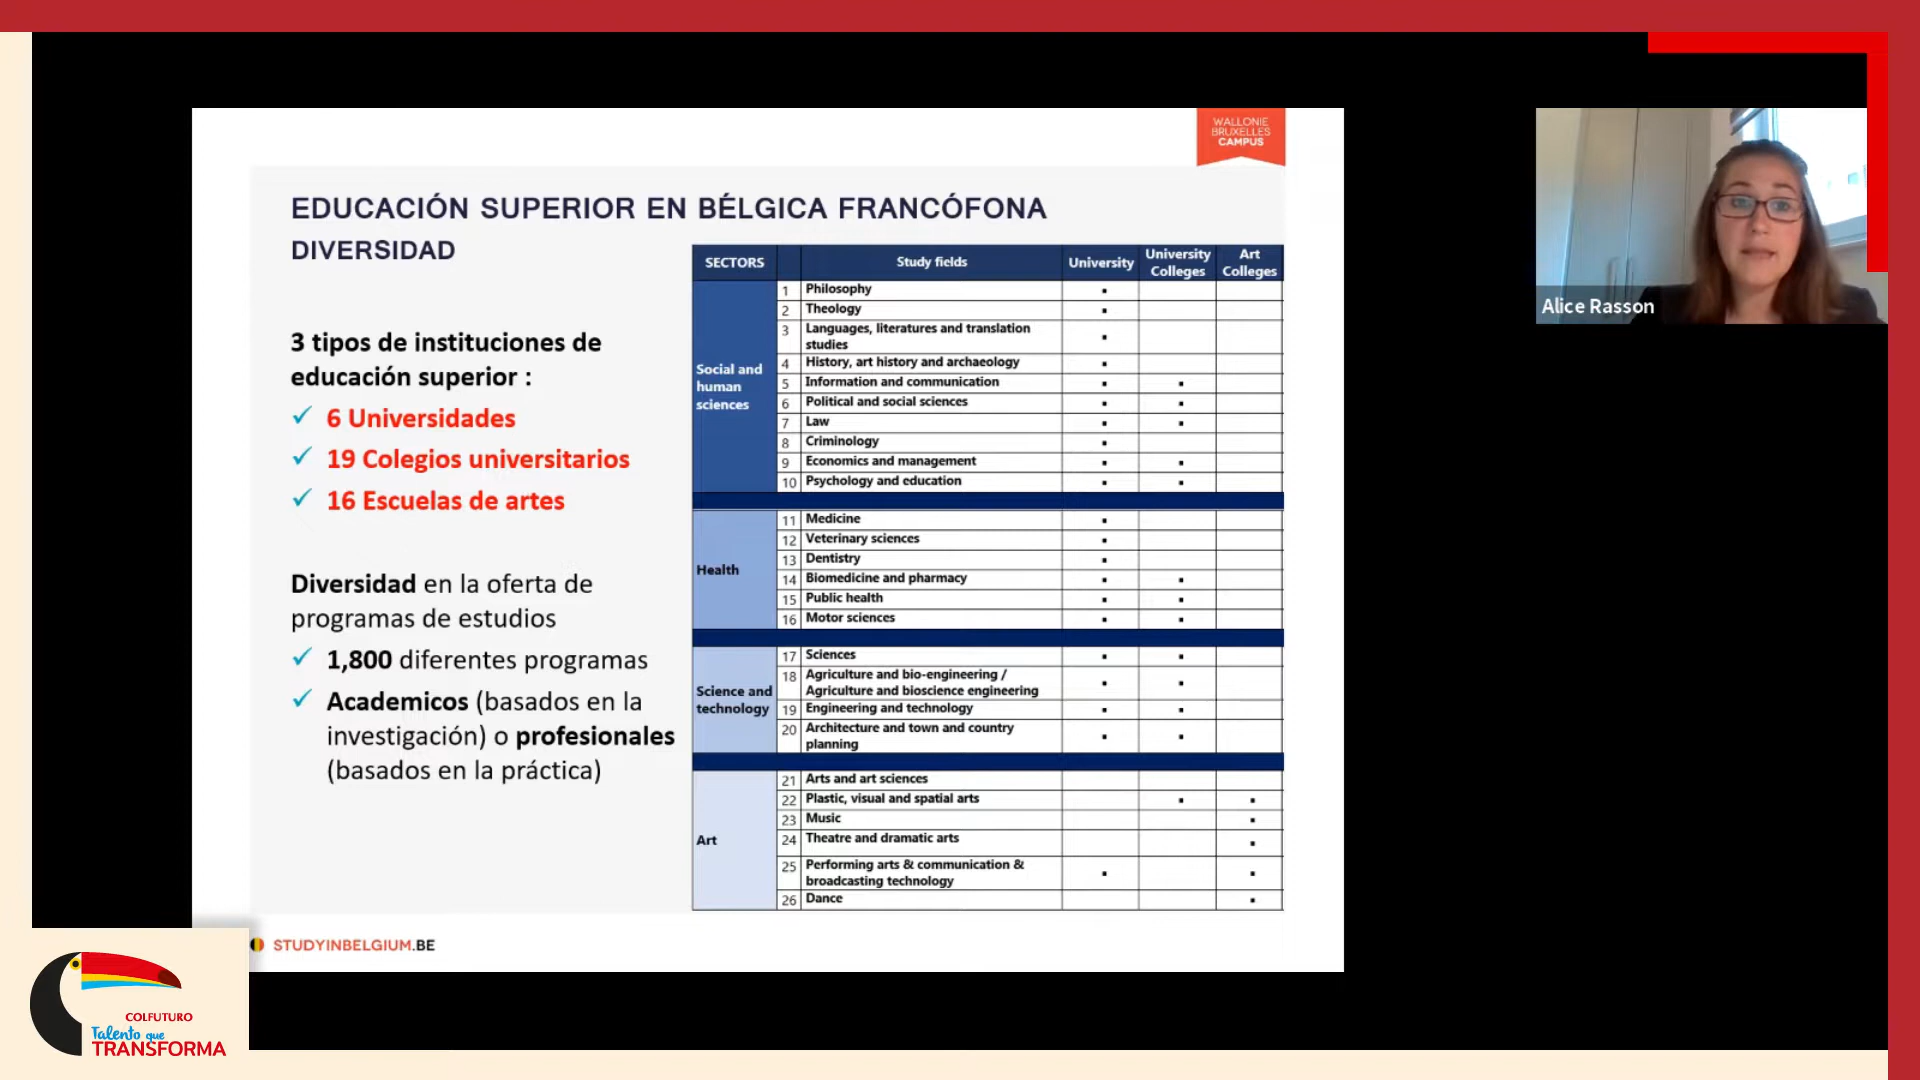 WALLONIE
BRUXELLES
CAMPUS
EDUCACIÓN SUPERIOR EN BÉLGICA FRANCÓFONA
DIVERSIDAD
3 tipos de instituciones de
educación superior :
✓ 6 Universidades
✓ 19 Colegios universitarios
✓ 16 Escuelas de artes
Diversidad en la oferta de
programas de estudios
✓ 1,800 diferentes programas
✓ Academicos (basados en la
investigación) o profesionales
(basados en la práctica)
SECTORS Study fields University University Colleges Art Colleges
Social and human sciences
1 Philosophy ▪
2 Theology ▪
3 Languages, literatures and translation
studies ▪
4 History, art history and archaeology ▪
5 Information and communication ▪ ▪
6 Political and social sciences ▪ ▪
7 Law ▪ ▪
8 Criminology ▪
9 Economics and management ▪ ▪
10 Psychology and education ▪ ▪
Health
11 Medicine ▪
12 Veterinary sciences ▪
13 Dentistry ▪
14 Biomedicine and pharmacy ▪ ▪
15 Public health ▪ ▪
16 Motor sciences ▪ ▪
Science and technology
17 Sciences ▪ ▪
18 Agriculture and bio-engineering /
Agriculture and bioscience engineering ▪ ▪
19 Engineering and technology ▪ ▪
20 Architecture and town and country
planning ▪ ▪
Art
21 Arts and art sciences
22 Plastic, visual and spatial arts ▪ ▪
23 Music ▪
24 Theatre and dramatic arts ▪
25 Performing arts & communication &
broadcasting technology ▪ ▪
26 Dance ▪
STUDYINBELGIUM.BE
Alice Rasson
COLFUTURO
Talento que
TRANSFORMA